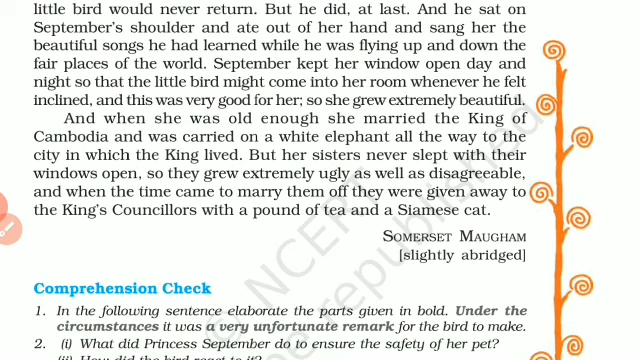 little bird would never return. But he did, at last. And he sat on
September's shoulder and ate out of her hand and sang her the
beautiful songs he had learned while he was flying up and down the
fair places of the world. September kept her window open day and
night so that the little bird might come into her room whenever he felt
inclined, and this was very good for her; so she grew extremely beautiful.
And when she was old enough she married the King of
Cambodia and was carried on a white elephant all the way to the
city in which the King lived. But her sisters never slept with their
windows open, so they grew extremely ugly as well as disagreeable,
and when the time came to marry them off they were given away to
the King's Councillors with a pound of tea and a Siamese cat.
SOMERSET MAUGHAM
[slightly abridged]
Comprehension Check
1. In the following sentence elaborate the parts given in bold. Under the
circumstances it was a very unfortunate remark for the bird to make.
2. (i) What did Princess September do to ensure the safety of her pet?
(ii) How did the bird react to it?
© NCERT
be republished